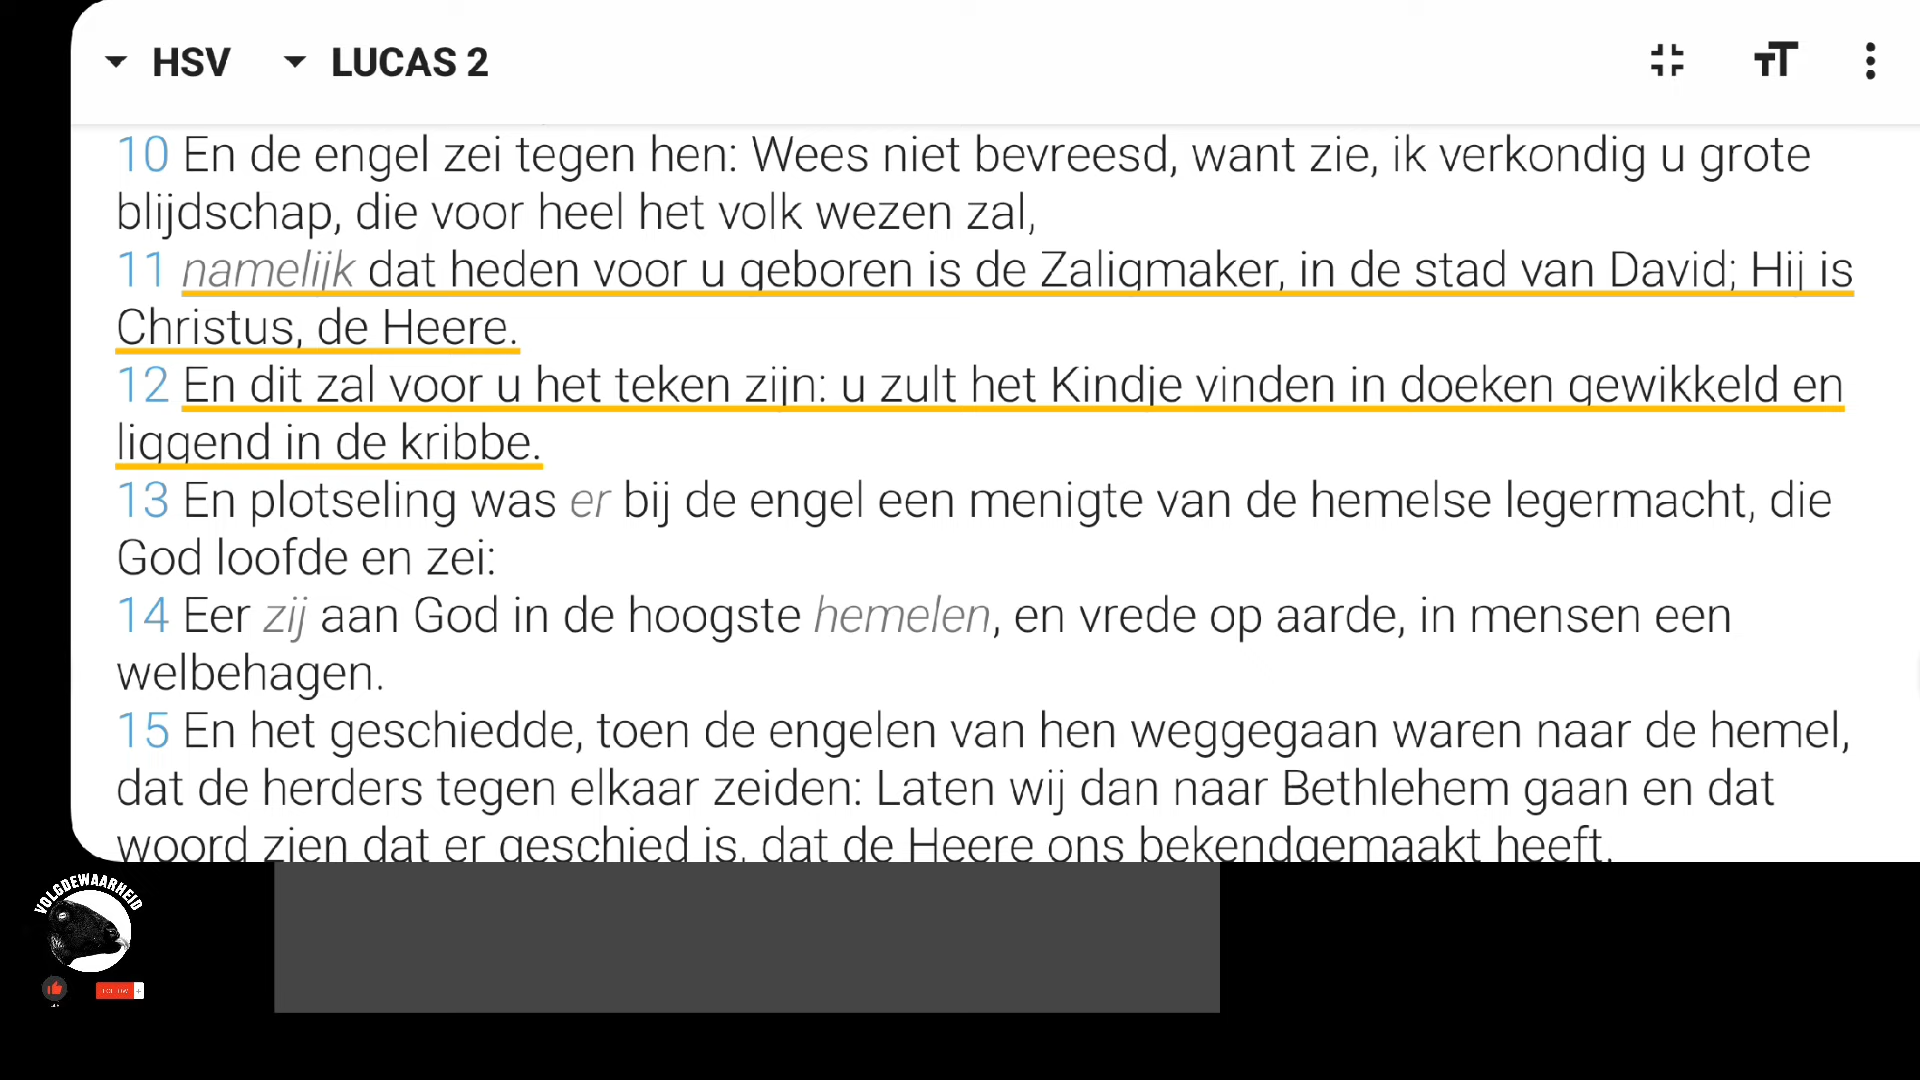 HSV LUCAS 2
10 En de engel zei tegen hen: Wees niet bevreesd, want zie, ik verkondig u grote
blijdschap, die voor heel het volk wezen zal,
11 namelijk dat heden voor u geboren is de Zaligmaker, in de stad van David; Hij is
Christus, de Heere.
12 En dit zal voor u het teken zijn: u zult het Kindje vinden in doeken gewikkeld en
liggend in de kribbe.
13 En plotseling was er bij de engel een menigte van de hemelse legermacht, die
God loofde en zei:
14 Eer zij aan God in de hoogste hemelen, en vrede op aarde, in mensen een
welbehagen.
15 En het geschiedde, toen de engelen van hen weggegaan waren naar de hemel,
dat de herders tegen elkaar zeiden: Laten wij dan naar Bethlehem gaan en dat
woord zien dat er geschied is, dat de Heere ons bekendgemaakt heeft.
VOLGDEWAARHEID
FOLLOW